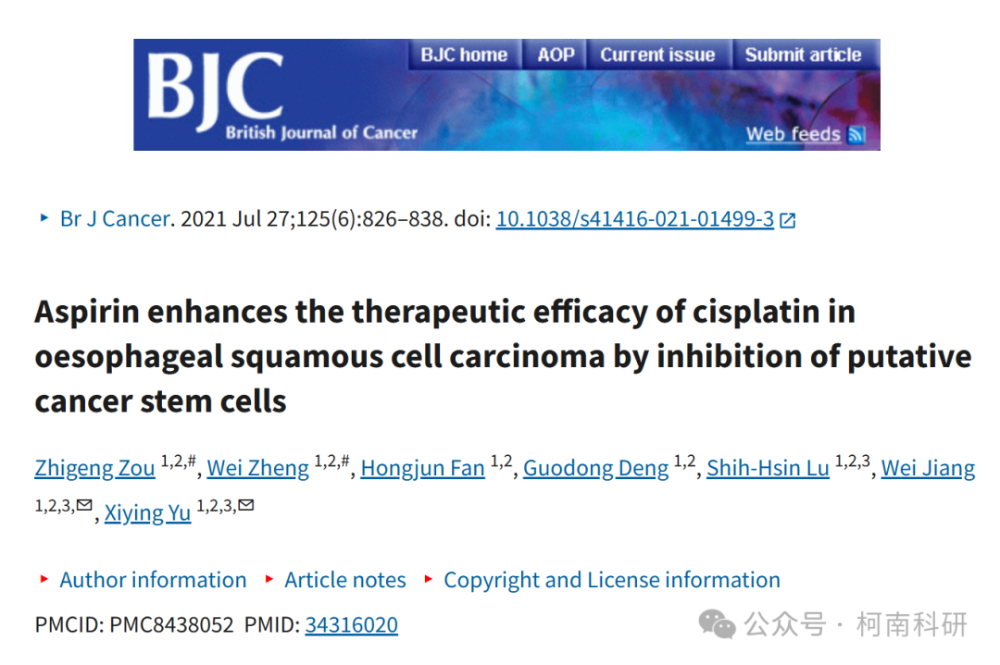 BJC home AOP Current issue Submit article
BJC
British Journal of Cancer
Web feeds
Br J Cancer. 2021 Jul 27;125(6):826–838. doi: 10.1038/s41416-021-01499-3
Aspirin enhances the therapeutic efficacy of cisplatin in
oesophageal squamous cell carcinoma by inhibition of putative
cancer stem cells
Zhigeng Zou 1,2,#, Wei Zheng 1,2,#, Hongjun Fan 1,2, Guodong Deng 1,2, Shih-Hsin Lu 1,2,3, Wei Jiang
1,2,3,✉, Xiying Yu 1,2,3,✉
Author information Article notes Copyright and License information
PMCID: PMC8438052 PMID: 34316020
公众号 · 柯南科研